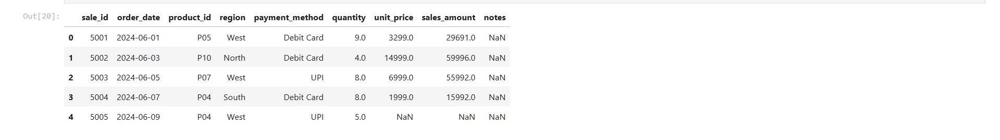 Out[20]:
sale_id order_date product_id region payment_method quantity unit_price sales_amount notes
0 5001 2024-06-01 P05 West Debit Card 9.0 3299.0 29691.0 NaN
1 5002 2024-06-03 P10 North Debit Card 4.0 14999.0 59996.0 NaN
2 5003 2024-06-05 P07 West UPI 8.0 6999.0 55992.0 NaN
3 5004 2024-06-07 P04 South Debit Card 8.0 1999.0 15992.0 NaN
4 5005 2024-06-09 P04 West UPI 5.0 NaN NaN NaN